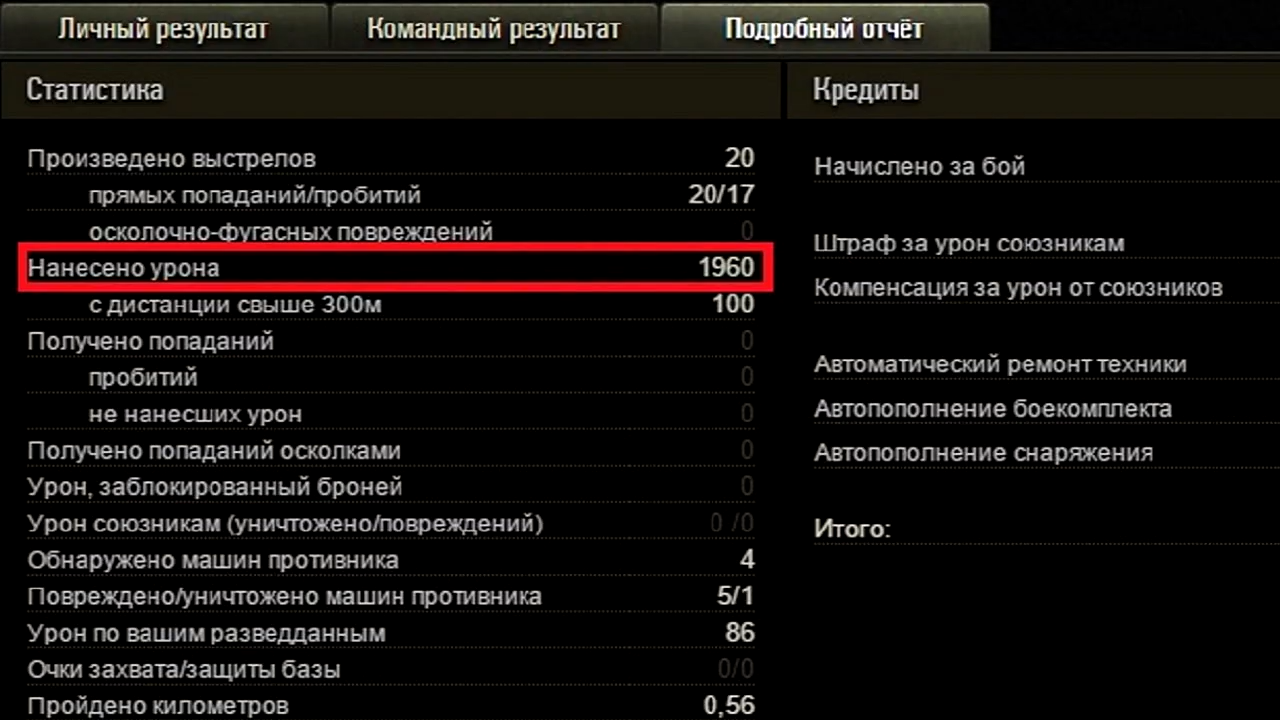 Личный результат Командный результат Подробный отчёт
Статистика
Произведено выстрелов 20
прямых попаданий/пробитий 20/17
осколочно-фугасных повреждений 0
Нанесено урона 1960
с дистанции свыше 300м 100
Получено попаданий 0
пробитий 0
не нанесших урон 0
Получено попаданий осколками 0
Урон, заблокированный броней 0
Урон союзникам (уничтожено/повреждений) 0 /0
Обнаружено машин противника 4
Повреждено/уничтожено машин противника 5/1
Урон по вашим разведданным 86
Очки захвата/защиты базы 0/0
Пройдено километров 0,56
Кредиты
Начислено за бой
Штраф за урон союзникам
Компенсация за урон от союзников
Автоматический ремонт техники
Автопополнение боекомплекта
Автопополнение снаряжения
Итого: